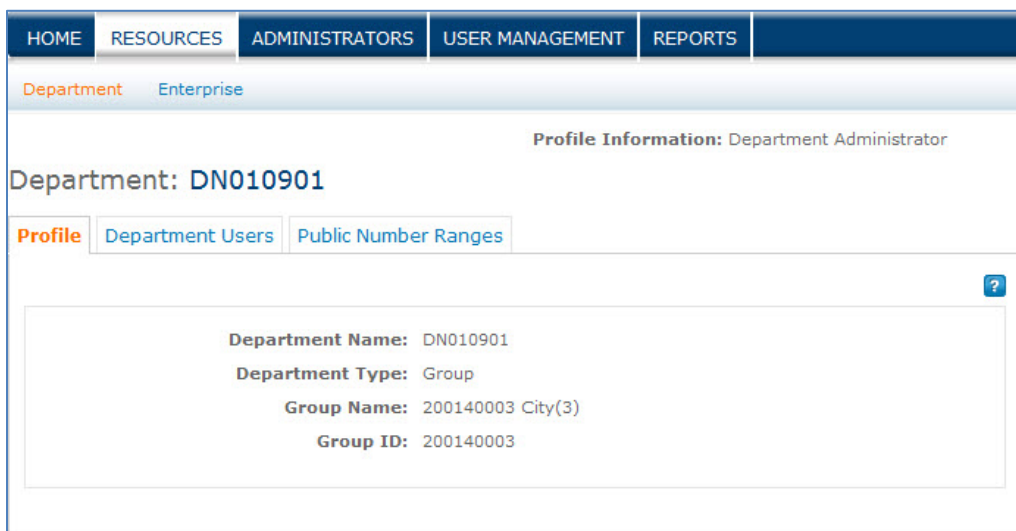 HOME RESOURCES ADMINISTRATORS USER MANAGEMENT REPORTS
Department Enterprise
Profile Information: Department Administrator
Department: DN010901
Profile Department Users Public Number Ranges
?
Department Name: DN010901
Department Type: Group
Group Name: 200140003 City(3)
Group ID: 200140003